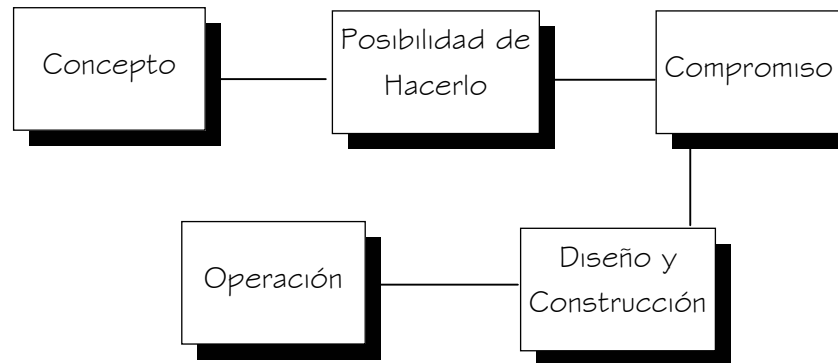 Concepto
Posibilidad de
Hacerlo
Compromiso
Diseño y
Construcción
Operación